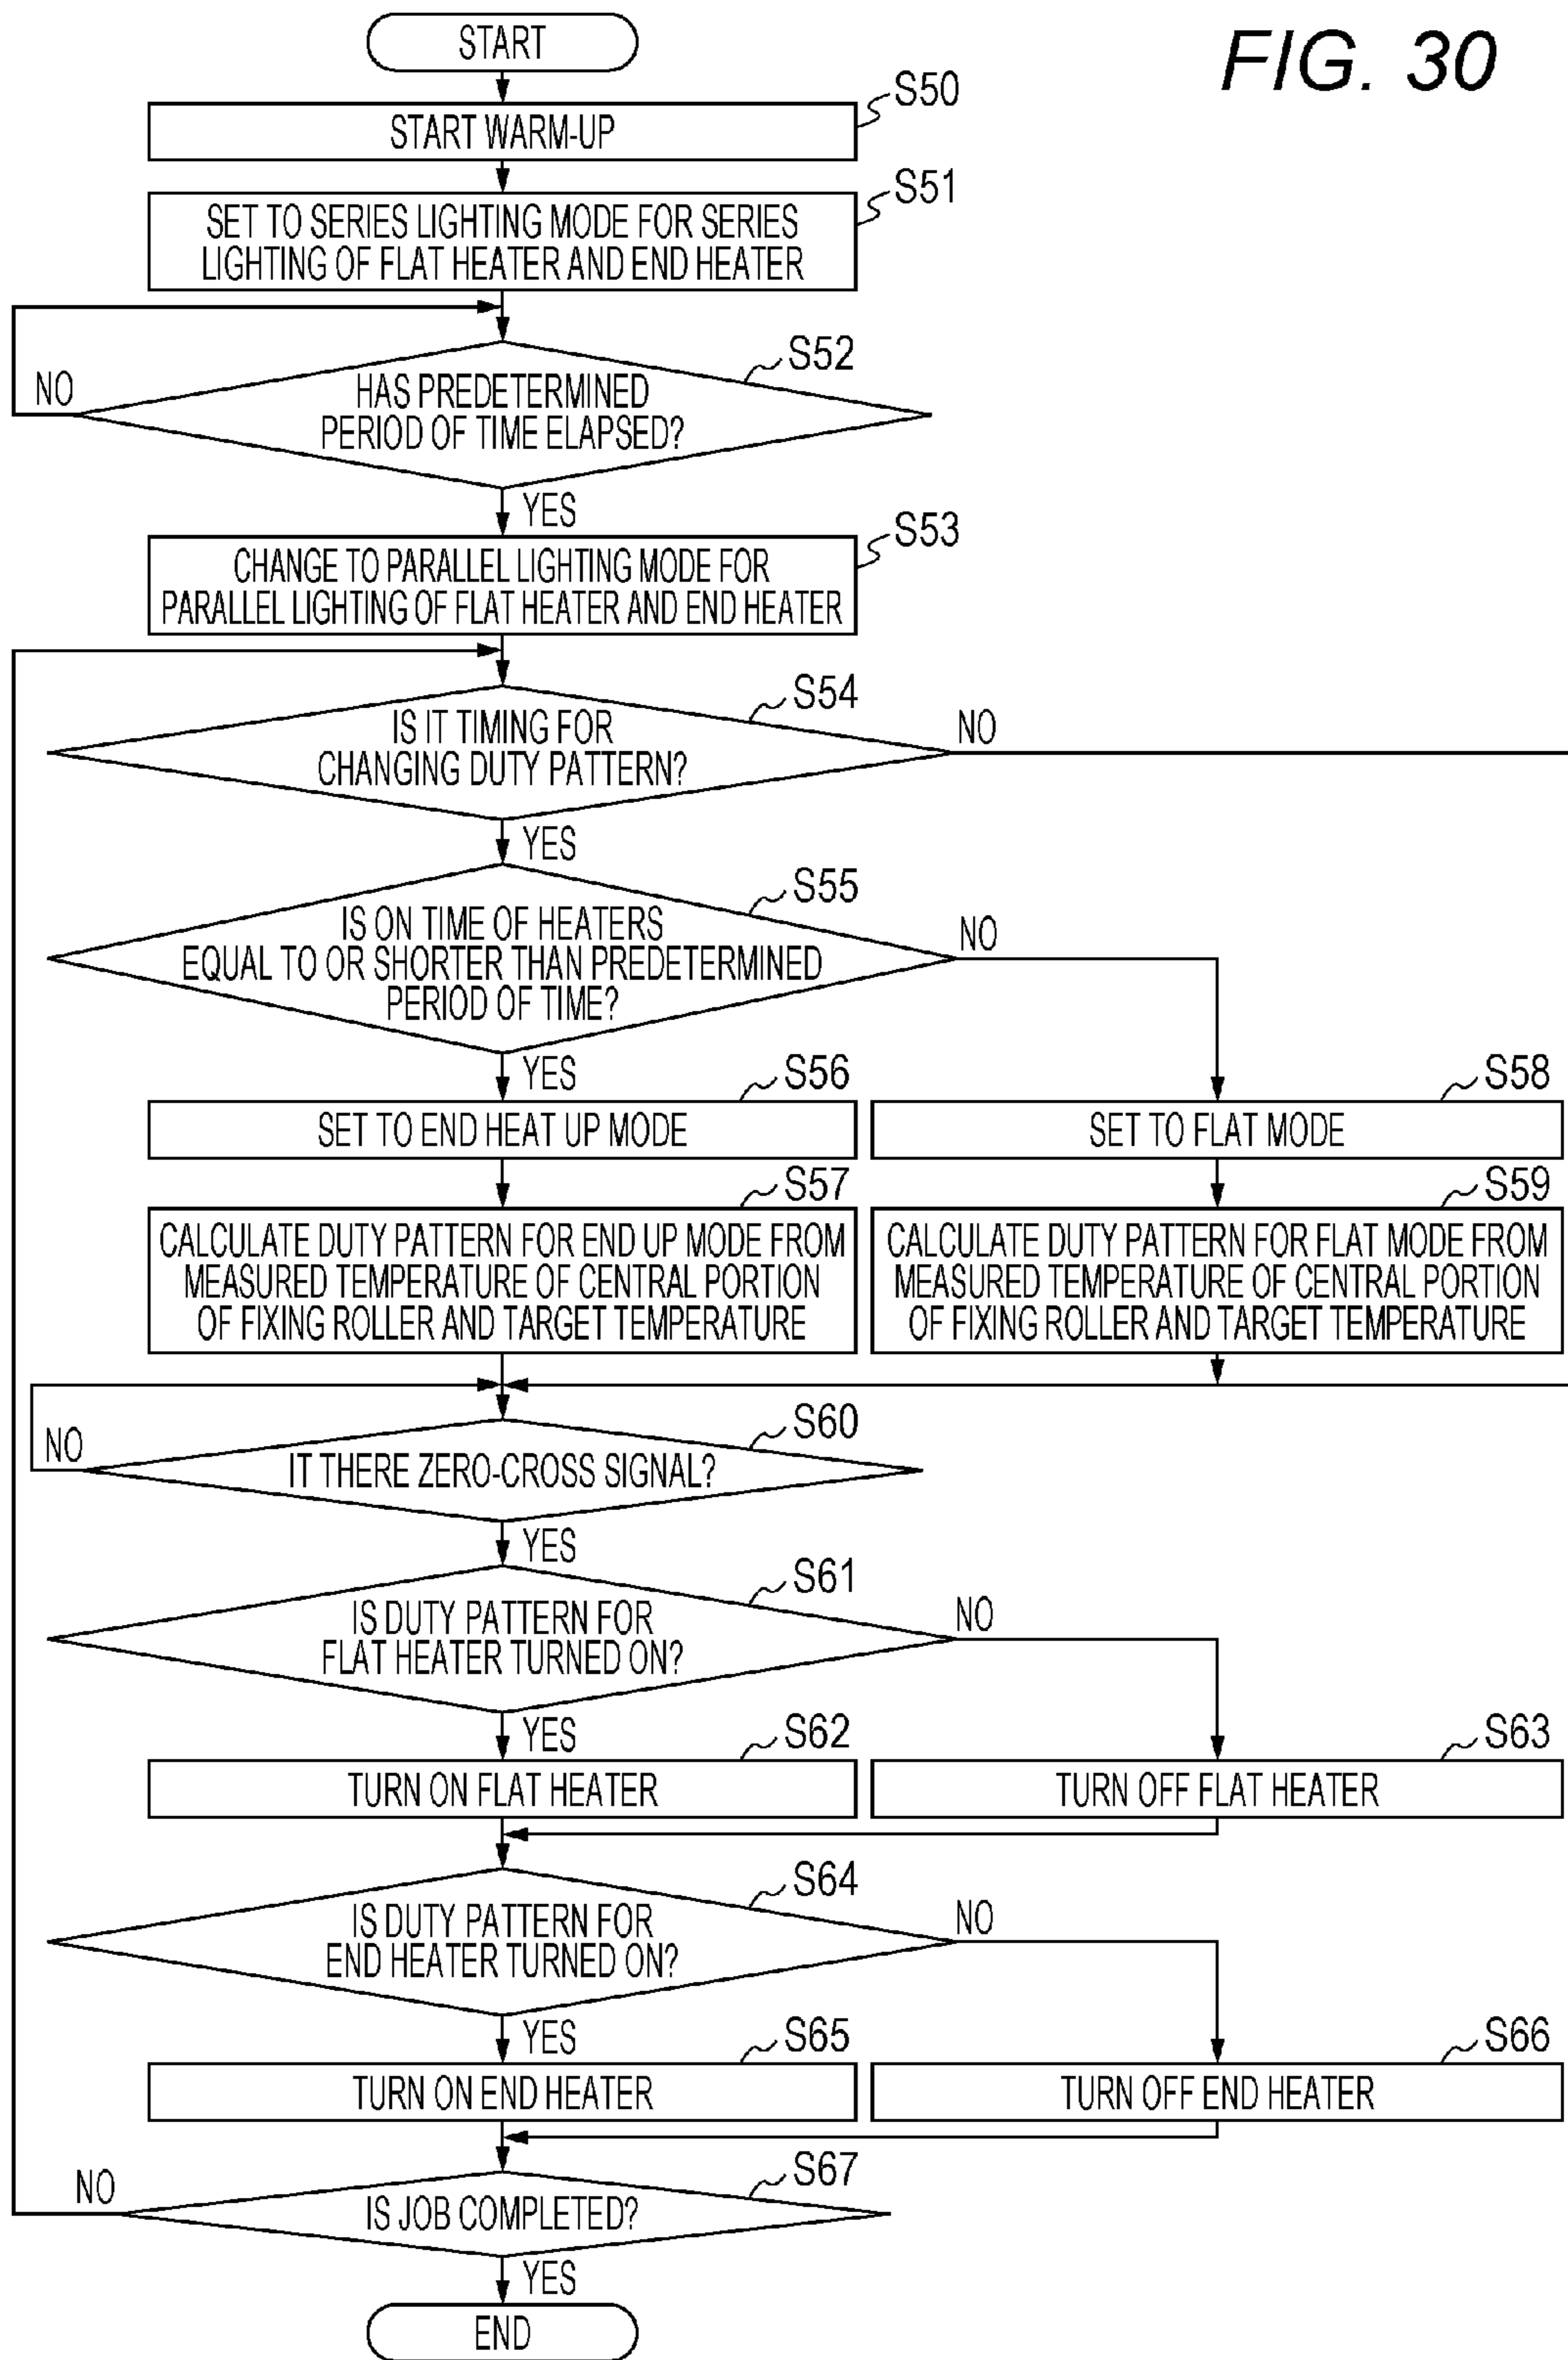 FIG. 30
START
S50
START WARM-UP
S51
SET TO SERIES LIGHTING MODE FOR SERIES
LIGHTING OF FLAT HEATER AND END HEATER
S52
NO
HAS PREDETERMINED
PERIOD OF TIME ELAPSED?
YES
S53
CHANGE TO PARALLEL LIGHTING MODE FOR
PARALLEL LIGHTING OF FLAT HEATER AND END HEATER
S54
NO
IS IT TIMING FOR
CHANGING DUTY PATTERN?
YES
S55
NO
IS ON TIME OF HEATERS
EQUAL TO OR SHORTER THAN PREDETERMINED
PERIOD OF TIME?
YES
S56
SET TO END HEAT UP MODE
S58
SET TO FLAT MODE
S57
CALCULATE DUTY PATTERN FOR END UP MODE FROM
MEASURED TEMPERATURE OF CENTRAL PORTION
OF FIXING ROLLER AND TARGET TEMPERATURE
S59
CALCULATE DUTY PATTERN FOR FLAT MODE FROM
MEASURED TEMPERATURE OF CENTRAL PORTION
OF FIXING ROLLER AND TARGET TEMPERATURE
S60
NO
IT THERE ZERO-CROSS SIGNAL?
YES
S61
NO
IS DUTY PATTERN FOR
FLAT HEATER TURNED ON?
YES
S62
TURN ON FLAT HEATER
S63
TURN OFF FLAT HEATER
S64
NO
IS DUTY PATTERN FOR
END HEATER TURNED ON?
YES
S65
TURN ON END HEATER
S66
TURN OFF END HEATER
S67
NO
IS JOB COMPLETED?
YES
END